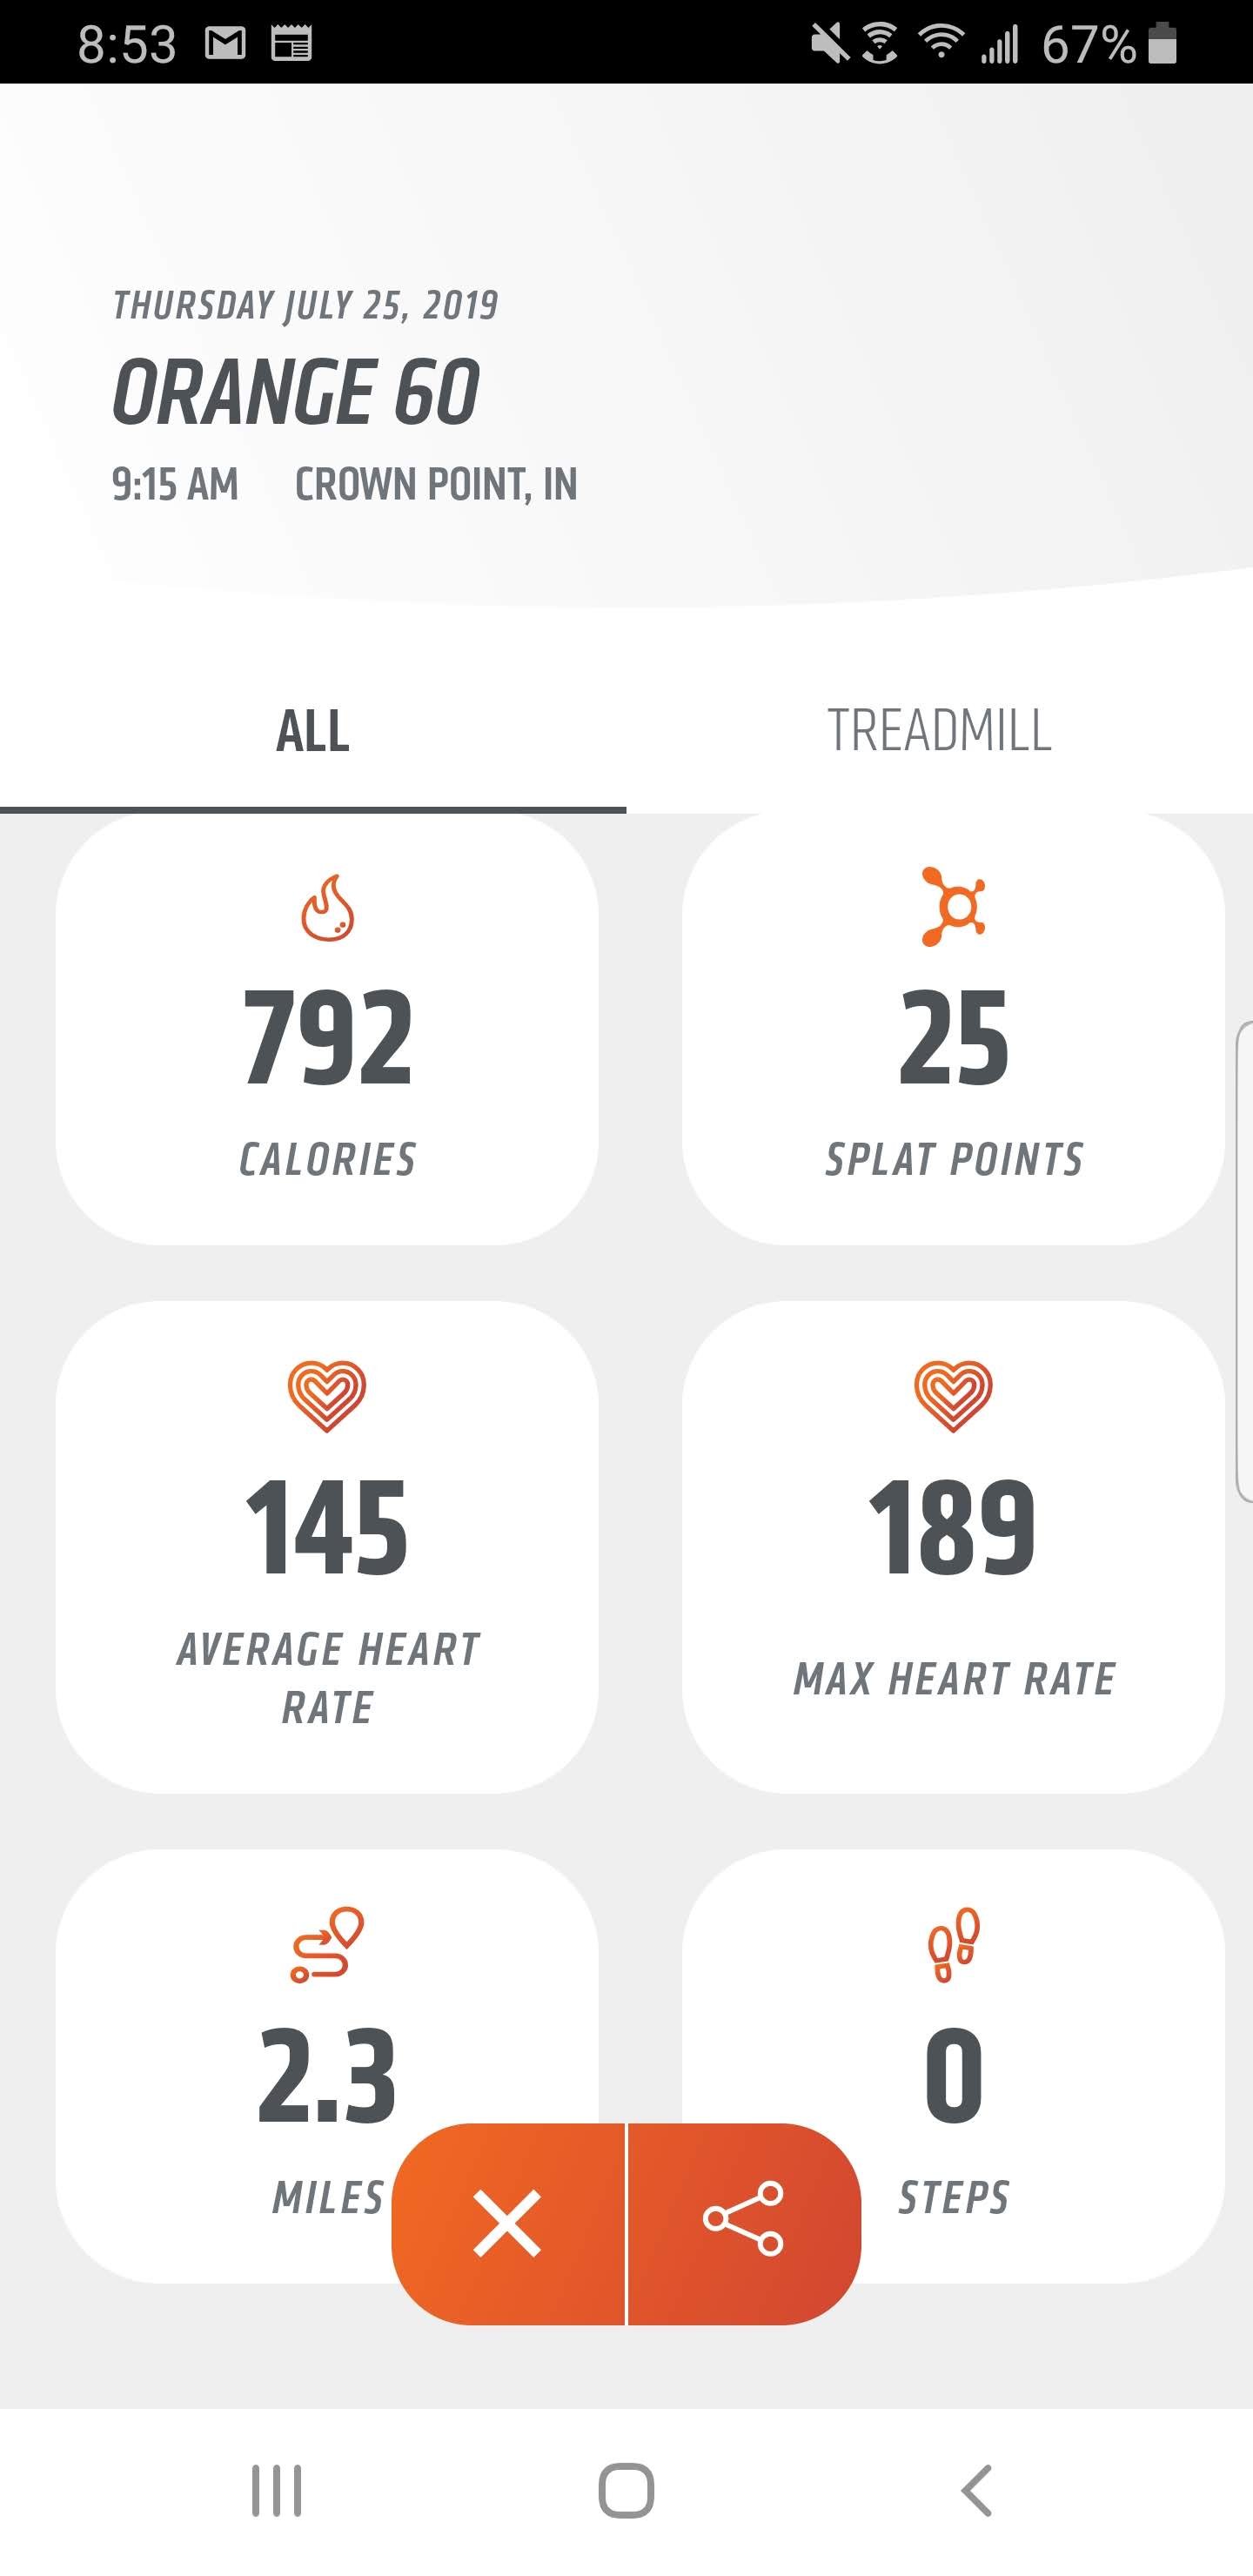 8:53
67%
THURSDAY JULY 25, 2019
ORANGE 60
9:15 AM CROWN POINT, IN
ALL TREADMILL
792 25
CALORIES SPLAT POINTS
145 189
AVERAGE HEART
RATE
MAX HEART RATE
2.3 0
MILES STEPS